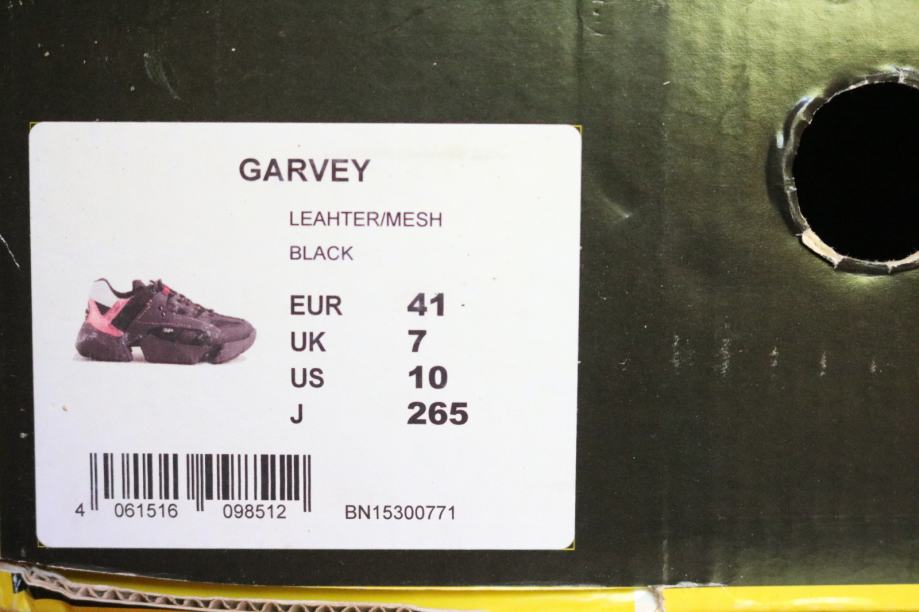 GARVEY
LEAHTER/MESH
BLACK
EUR 41
UK 7
US 10
J 265
4 061516 098512
BN15300771